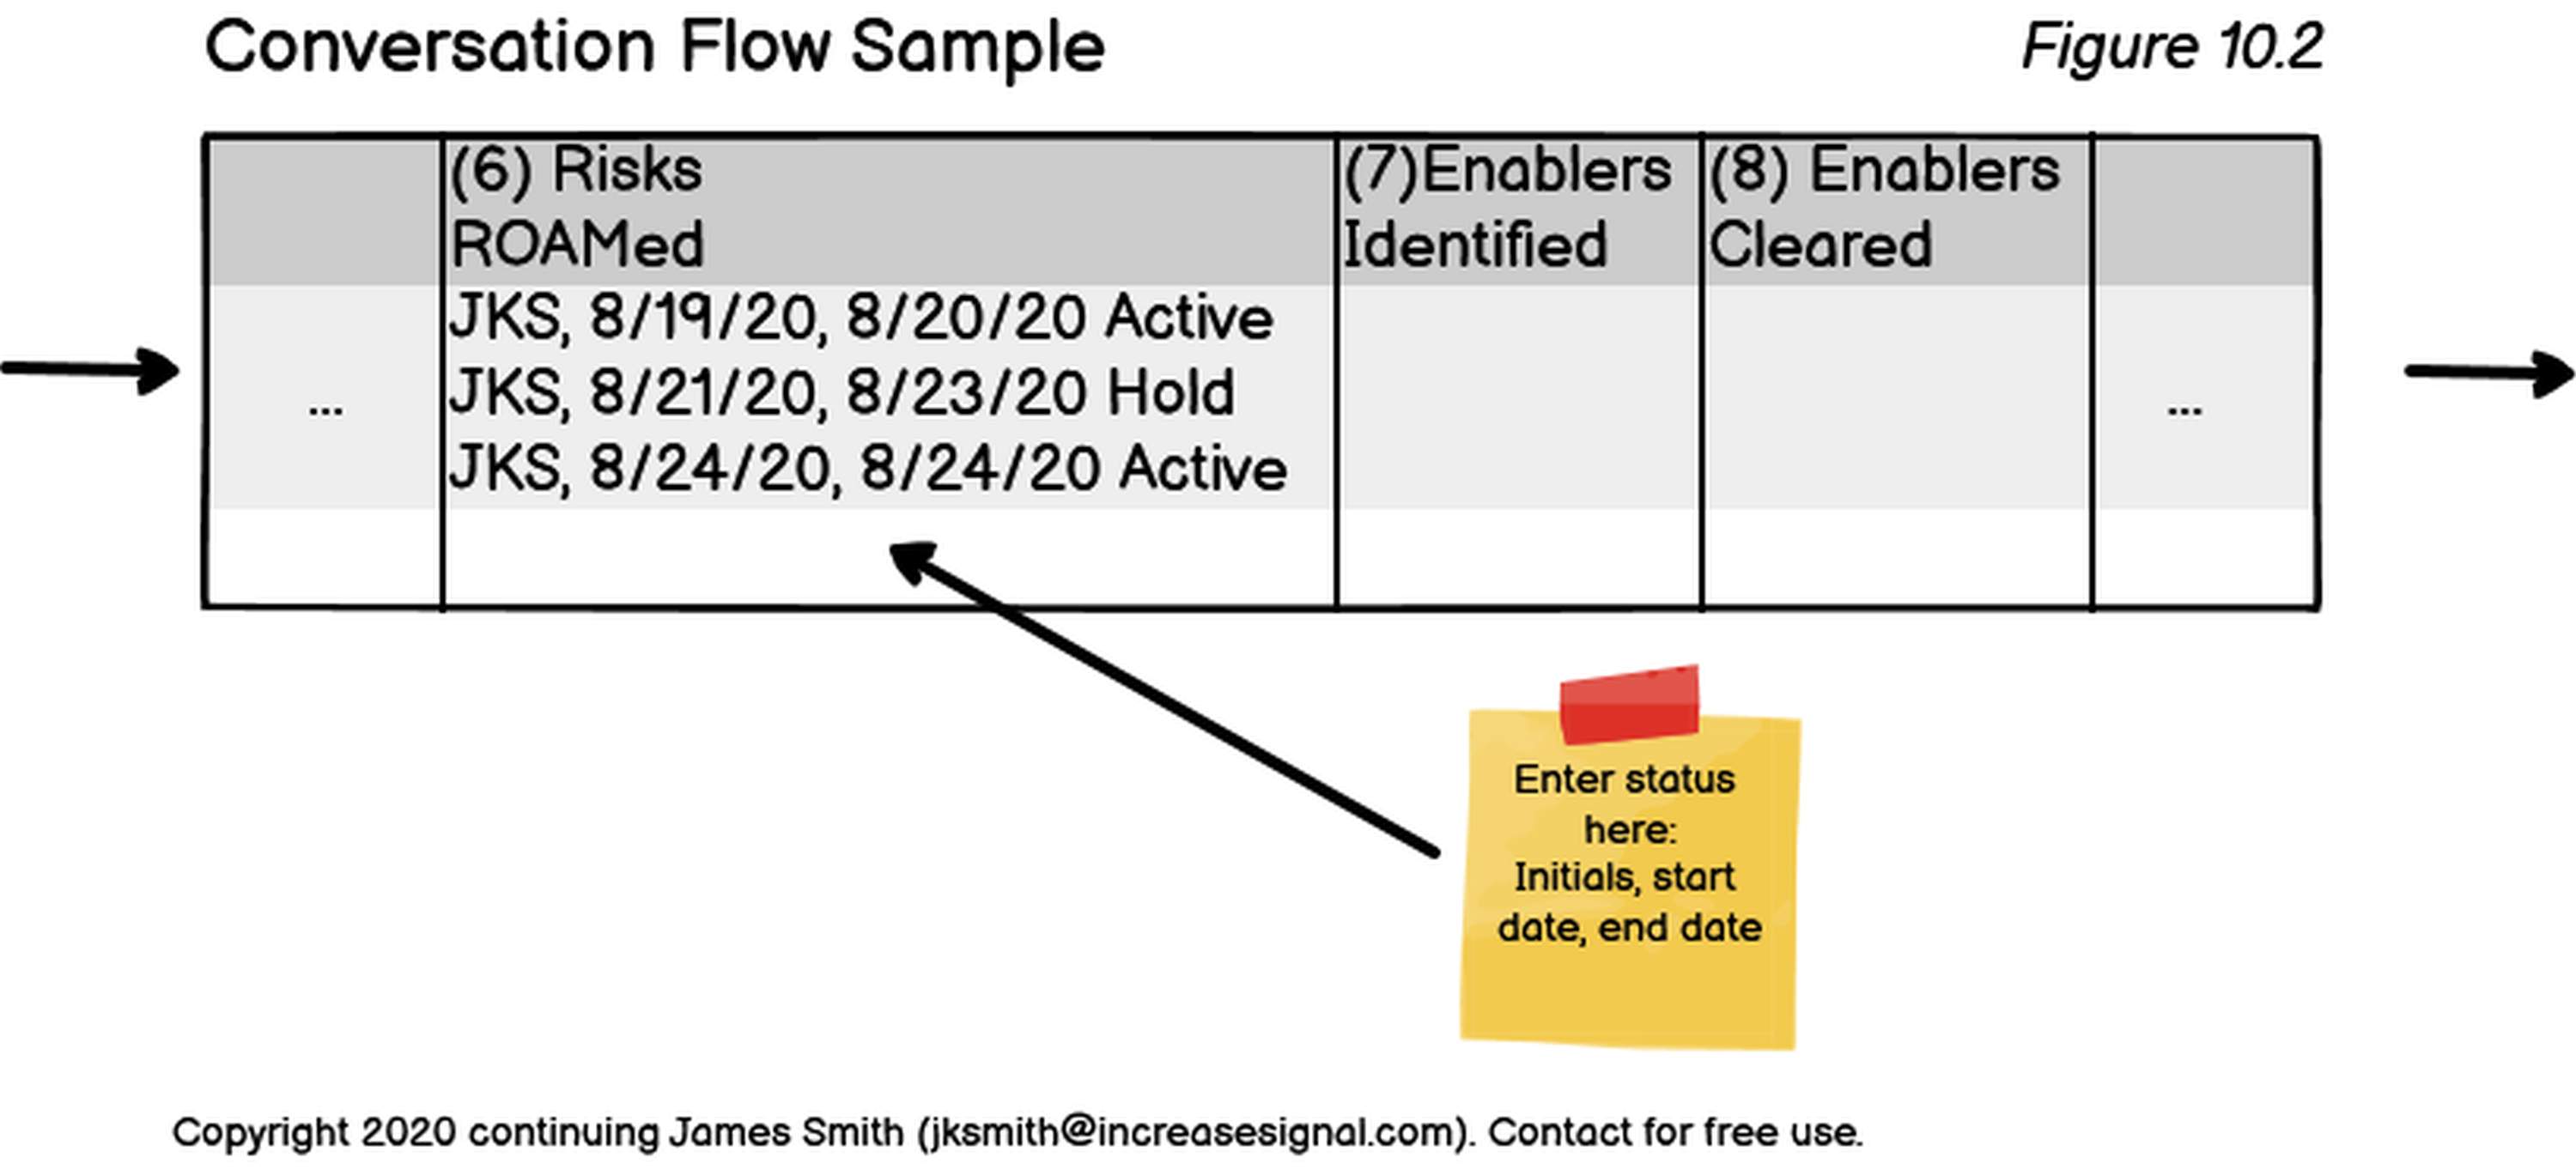 Conversation Flow Sample
Figure 10.2
(6) Risks
ROAMed
(7)Enablers
Identified
(8) Enablers
Cleared
...
JKS, 8/19/20, 8/20/20 Active
JKS, 8/21/20, 8/23/20 Hold
JKS, 8/24/20, 8/24/20 Active
...
Enter status
here:
Initials, start
date, end date
Copyright 2020 continuing James Smith (jksmith@increasesignal.com). Contact for free use.